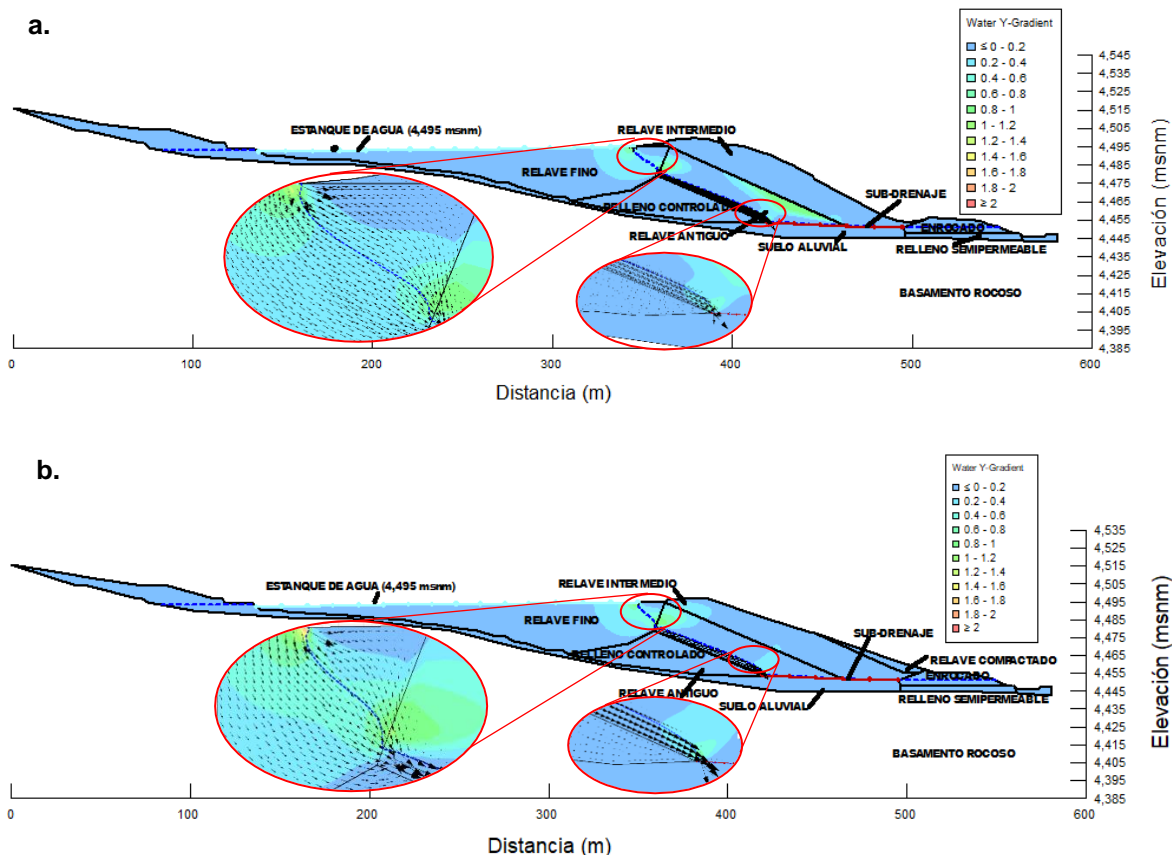 a.
Water Y-Gradient
≤ 0 - 0.2
0.2 - 0.4
0.4 - 0.6
0.6 - 0.8
0.8 - 1
1 - 1.2
1.2 - 1.4
1.4 - 1.6
1.6 - 1.8
1.8 - 2
≥ 2
4,545
4,535
4,525
4,515
4,505
4,495
4,485
4,475
4,465
4,455
4,445
4,435
4,425
4,415
4,405
4,395
4,385
Elevación (msnm)
ESTANQUE DE AGUA (4,495 msnm)
RELAVE INTERMEDIO
RELAVE FINO
SUB-DRENAJE
RELLENO CONTROLADO
RELAVE ANTIGUO
ENROCADO
SUELO ALUVIAL
RELLENO SEMIPERMEABLE
BASAMENTO ROCOSO
0
100
200
300
400
500
600
Distancia (m)
b.
Water Y-Gradient
≤ 0 - 0.2
0.2 - 0.4
0.4 - 0.6
0.6 - 0.8
0.8 - 1
1 - 1.2
1.2 - 1.4
1.4 - 1.6
1.6 - 1.8
1.8 - 2
≥ 2
4,535
4,525
4,515
4,505
4,495
4,485
4,475
4,465
4,455
4,445
4,435
4,425
4,415
4,405
4,395
4,385
Elevación (msnm)
ESTANQUE DE AGUA (4,495 msnm)
RELAVE INTERMEDIO
RELAVE FINO
SUB-DRENAJE
RELLENO CONTROLADO
RELAVE COMPACTADO
ENROCADO
RELAVE ANTIGUO
SUELO ALUVIAL
RELLENO SEMIPERMEABLE
BASAMENTO ROCOSO
0
100
200
300
400
500
600
Distancia (m)